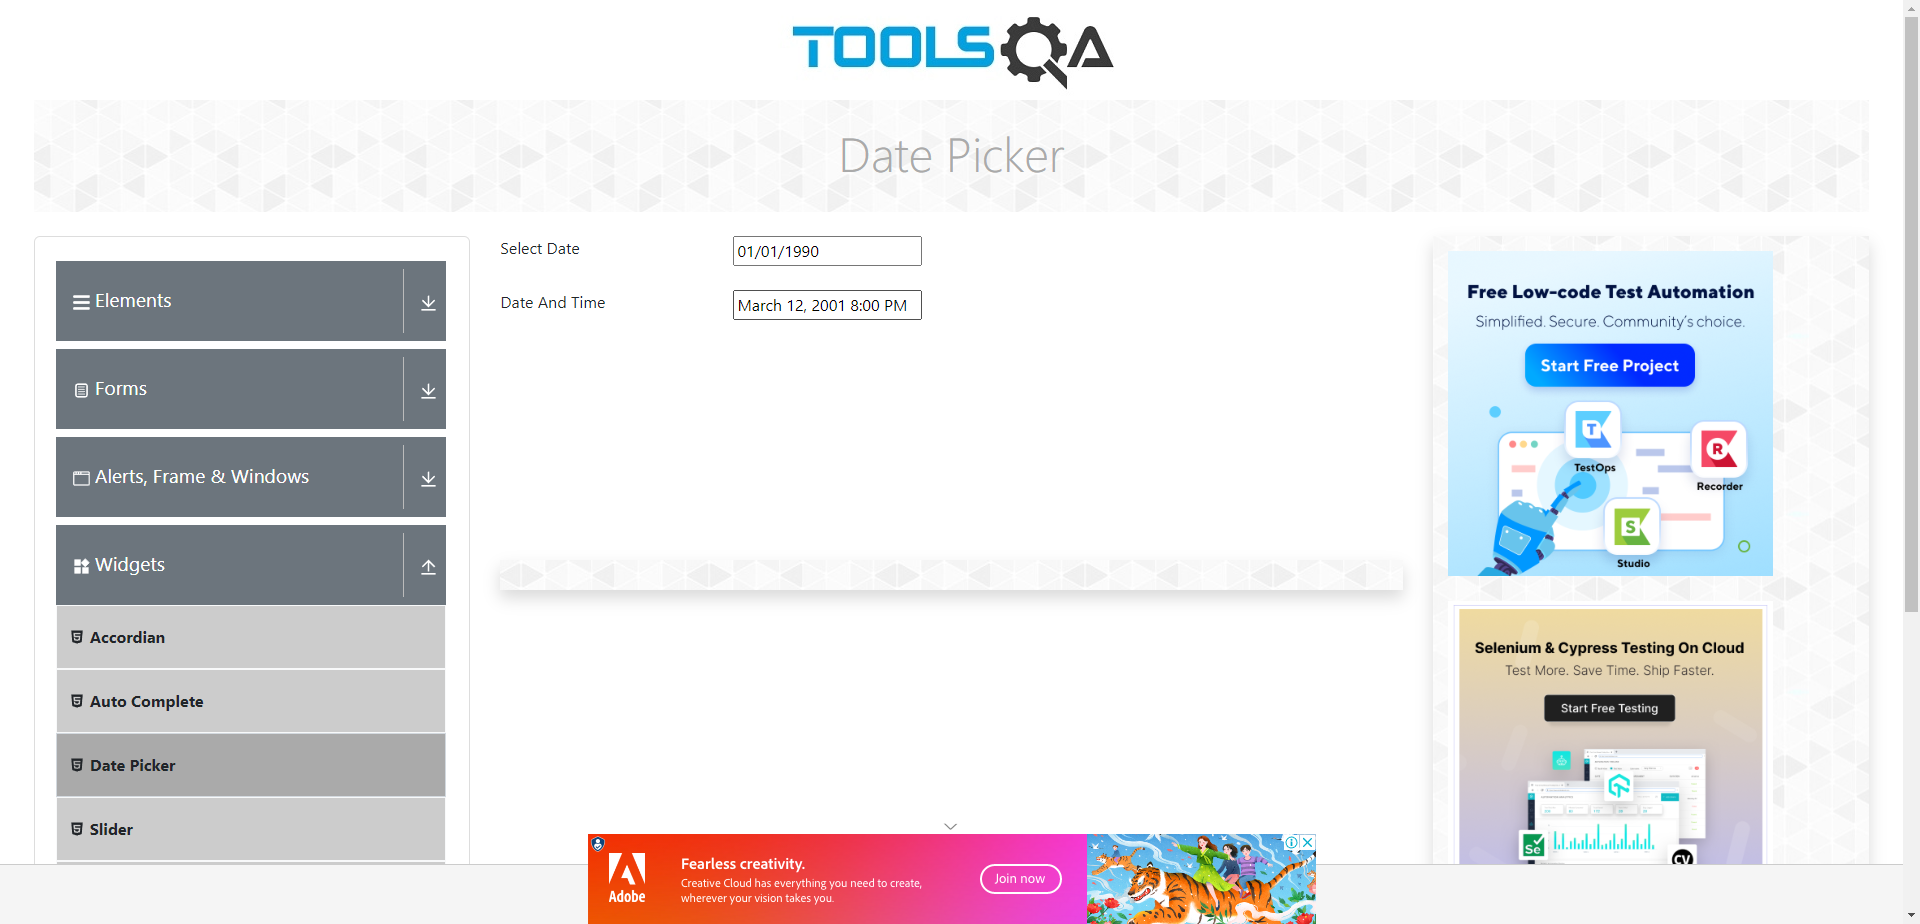 TOOLSQA
Date Picker
Elements
Forms
Alerts, Frame & Windows
Widgets
Accordian
Auto Complete
Date Picker
Slider
Select Date
01/01/1990
Date And Time
March 12, 2001 8:00 PM
Free Low-code Test Automation
Simplified. Secure. Community's choice.
Start Free Project
T
TestOps
R
Recorder
S
Studio
Selenium & Cypress Testing On Cloud
Test More. Save Time. Ship Faster.
Start Free Testing
Se
CV
Adobe
Fearless creativity.
Creative Cloud has everything you need to create,
wherever your vision takes you.
Join now